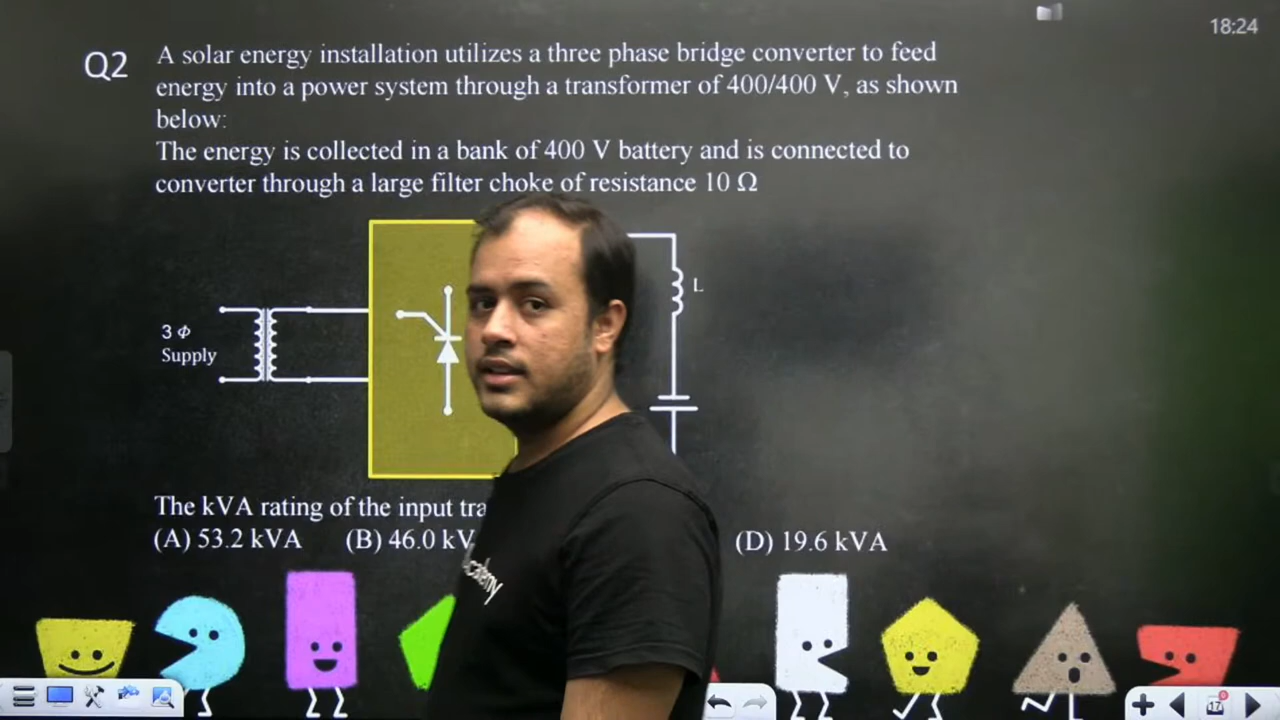 18:24
Q2 A solar energy installation utilizes a three phase bridge converter to feed
energy into a power system through a transformer of 400/400 V, as shown
below:
The energy is collected in a bank of 400 V battery and is connected to
converter through a large filter choke of resistance 10 Ω
L
3 ϕ
Supply
The kVA rating of the input
(A) 53.2 kVA (B) 46.0 (D) 19.6 kVA
17